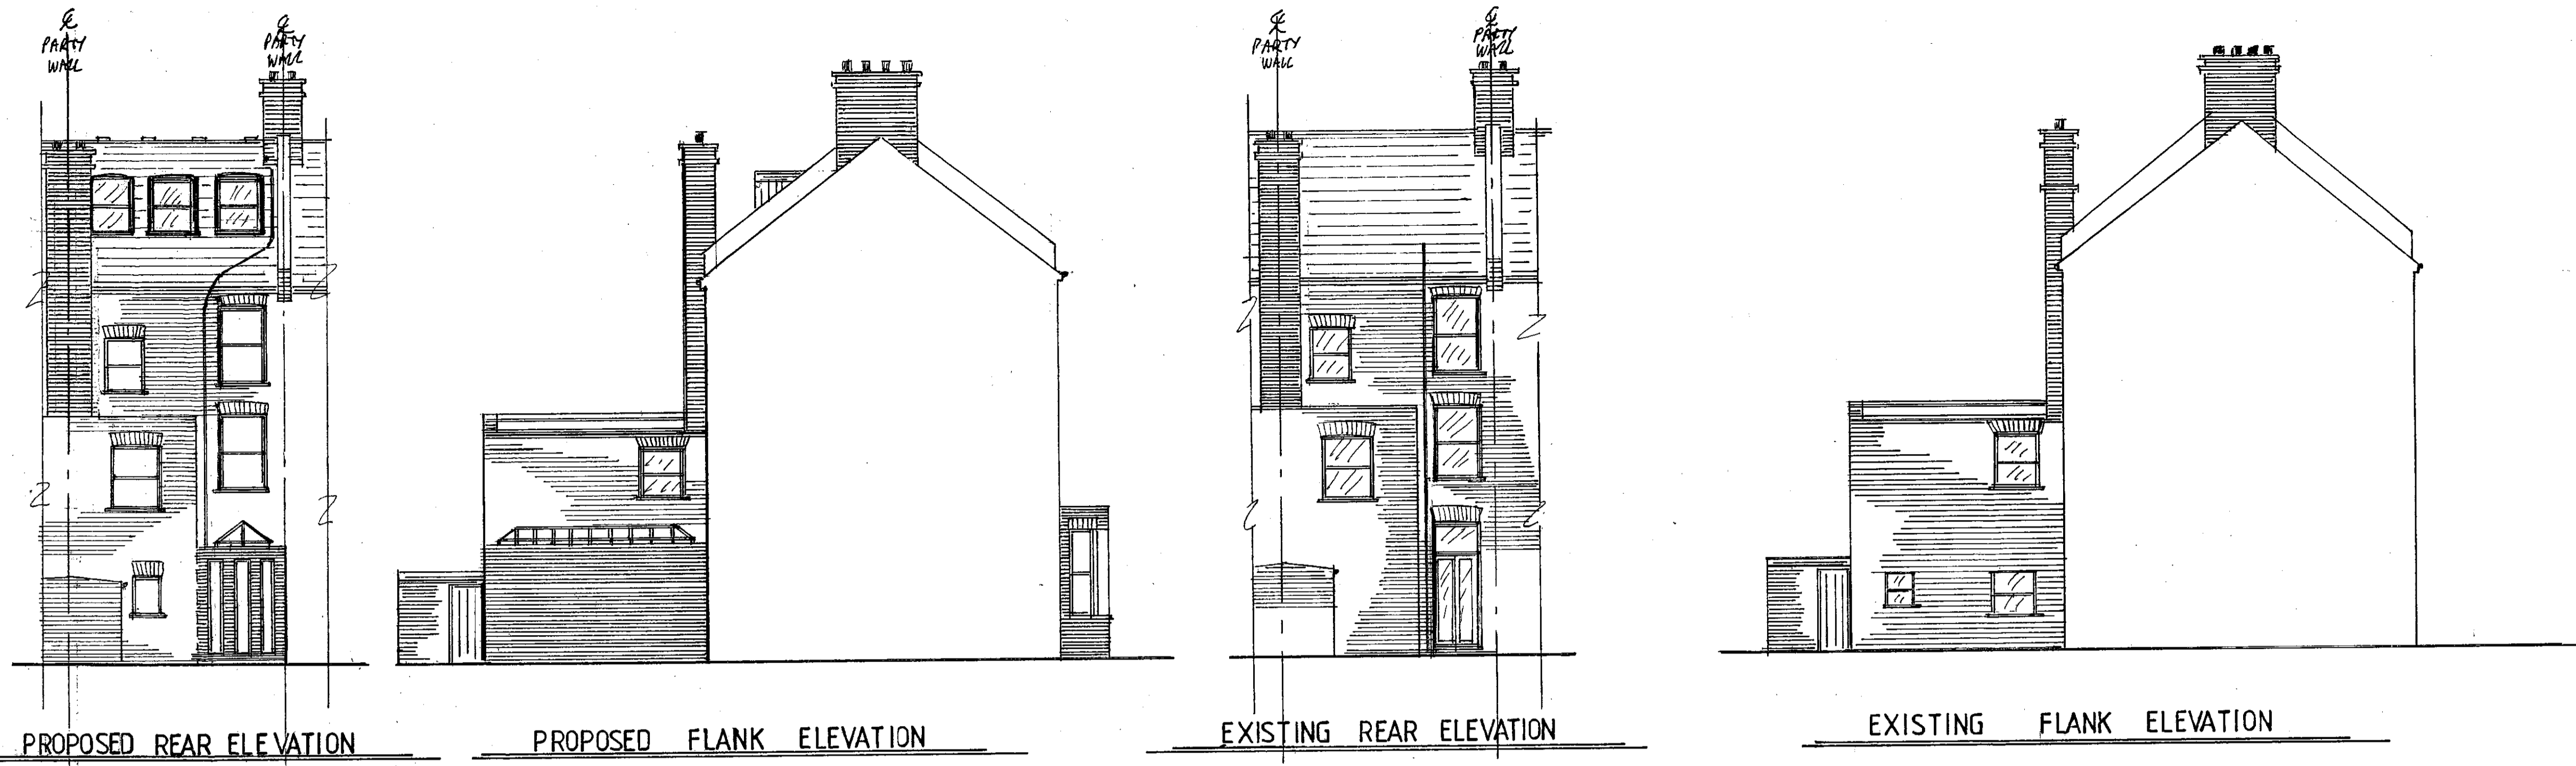 ℄
PARTY
WALL
℄
PARTY
WALL
℄
PARTY
WALL
℄
PARTY
WALL
PROPOSED REAR ELEVATION
PROPOSED FLANK ELEVATION
EXISTING REAR ELEVATION
EXISTING FLANK ELEVATION